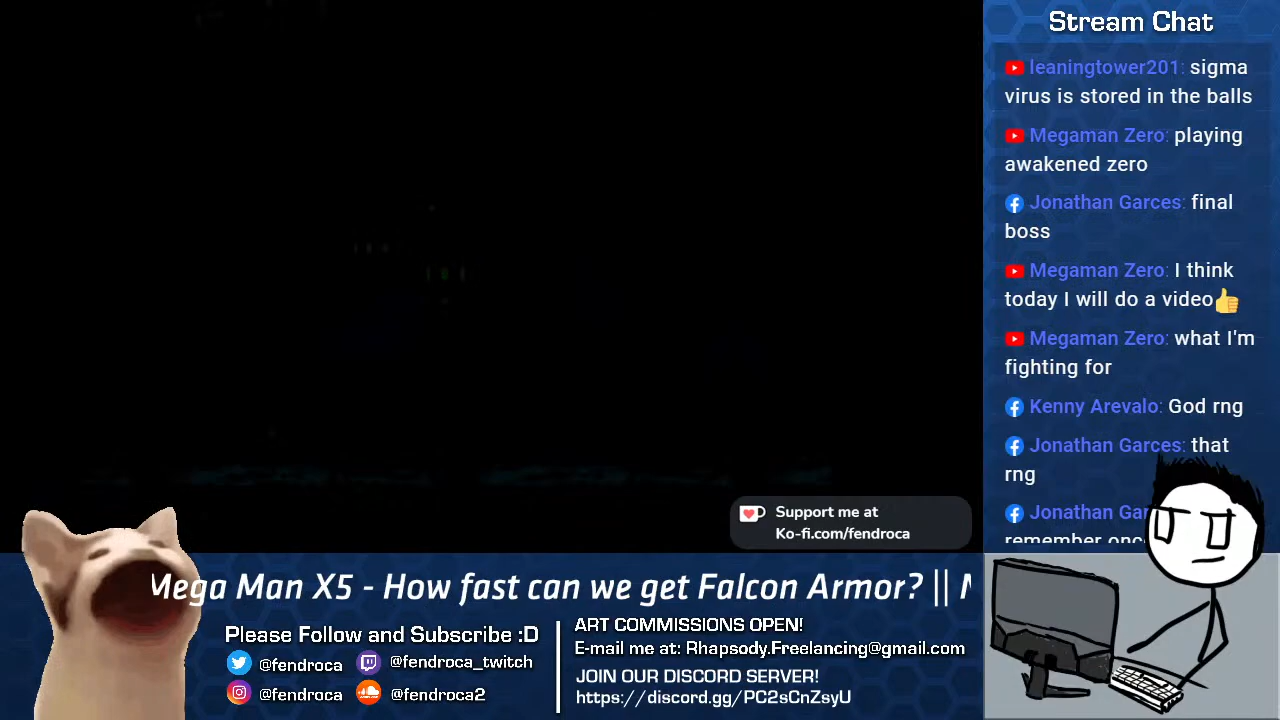 Stream Chat
leaningtower201: sigma
virus is stored in the balls
Megaman Zero: playing
awakened zero
Jonathan Garces: final
boss
Megaman Zero: I think
today I will do a video👍
Megaman Zero: what I'm
fighting for
Kenny Arevalo: God rng
Jonathan Garces: that
rng
Jonathan
remember
Support me at
Ko-fi.com/fendroca
Mega Man X5 - How fast can we get Falcon Armor? ||
Please Follow and Subscribe :D
@fendroca
@fendroca_twitch
@fendroca
@fendroca2
ART COMMISSIONS OPEN!
E-mail me at: Rhapsody.Freelancing@gmail.com
JOIN OUR DISCORD SERVER!
https://discord.gg/PC2sCnZsyU